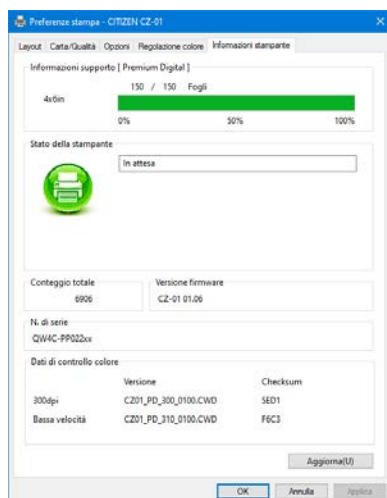 Preferenze stampa - CITIZEN CZ-01
Layout Carta/Qualità Opzioni Regolazione colore Informazioni stampante
Informazioni supporto [ Premium Digital ]
150 / 150 Fogli
4x6in
0% 50% 100%
Stato della stampante
In attesa
Conteggio totale
6906
Versione firmware
CZ-01 01.06
N. di serie
QW4C-PP022xx
Dati di controllo colore
Versione Checksum
300dpi CZ01_PD_300_0100.CWD 5ED1
Bassa velocità CZ01_PD_310_0100.CWD F6C3
Aggiorna(U)
OK Annulla Applica